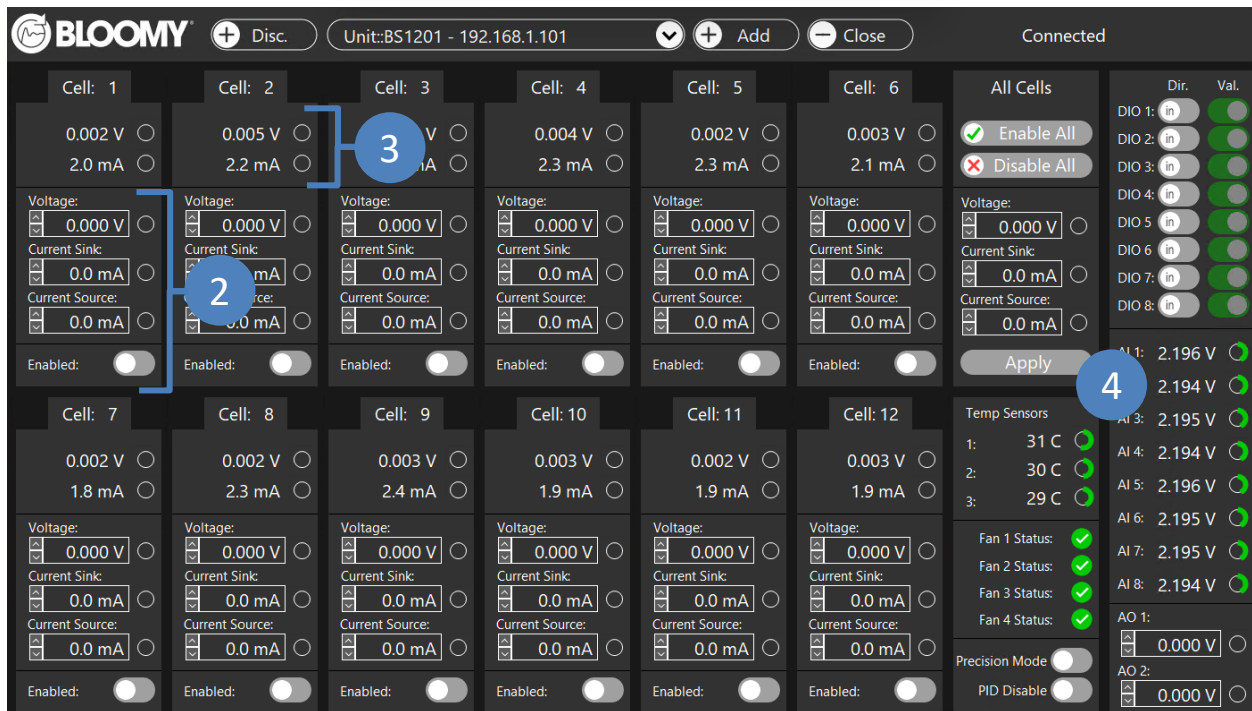 BLOOMY Disc. Unit::BS1201 - 192.168.1.101 Add Close Connected
Cell: 1 Cell: 2 Cell: 3 Cell: 4 Cell: 5 Cell: 6 All Cells Dir. Val.
DIO 1: in
0.002 V 0.005 V V 0.004 V 0.002 V 0.003 V Enable All DIO 2: in
2.0 mA 2.2 mA 3 2.3 mA 2.3 mA 2.1 mA Disable All DIO 3: in
DIO 4: in
Voltage: Voltage: Voltage: Voltage: Voltage: Voltage: Voltage:
0.000 V 0.000 V 0.000 V 0.000 V 0.000 V 0.000 V 0.000 V DIO 5 in
Current Sink: Current Sink: Current Sink: Current Sink: Current Sink: Current Sink: Current Sink: DIO 6 in
0.0 mA mA 0.0 mA 0.0 mA 0.0 mA 0.0 mA 0.0 mA DIO 7: in
Current Source: 2 Current Source: Current Source: Current Source: Current Source: Current Source: DIO 8: in
0.0 mA 0.0 mA 0.0 mA 0.0 mA 0.0 mA 0.0 mA 0.0 mA
Enabled: Enabled: Enabled: Enabled: Enabled: Enabled: Apply AI 1: 2.196 V
4 2.194 V
Cell: 7 Cell: 8 Cell: 9 Cell: 10 Cell: 11 Cell: 12 Temp Sensors AI 3: 2.195 V
1: 31 C
0.002 V 0.002 V 0.003 V 0.003 V 0.002 V 0.003 V 2: 30 C AI 4: 2.194 V
1.8 mA 2.3 mA 2.4 mA 1.9 mA 1.9 mA 1.9 mA 3: 29 C AI 5: 2.196 V
Voltage: Voltage: Voltage: Voltage: Voltage: Voltage: Fan 1 Status: AI 6: 2.195 V
0.000 V 0.000 V 0.000 V 0.000 V 0.000 V 0.000 V Fan 2 Status: AI 7: 2.195 V
Current Sink: Current Sink: Current Sink: Current Sink: Current Sink: Current Sink: AI 8: 2.194 V
0.0 mA 0.0 mA 0.0 mA 0.0 mA 0.0 mA 0.0 mA Fan 3 Status:
Current Source: Current Source: Current Source: Current Source: Current Source: Current Source: Fan 4 Status: AO 1:
0.0 mA 0.0 mA 0.0 mA 0.0 mA 0.0 mA 0.0 mA 0.000 V
Precision Mode AO 2:
Enabled: Enabled: Enabled: Enabled: Enabled: Enabled: PID Disable 0.000 V